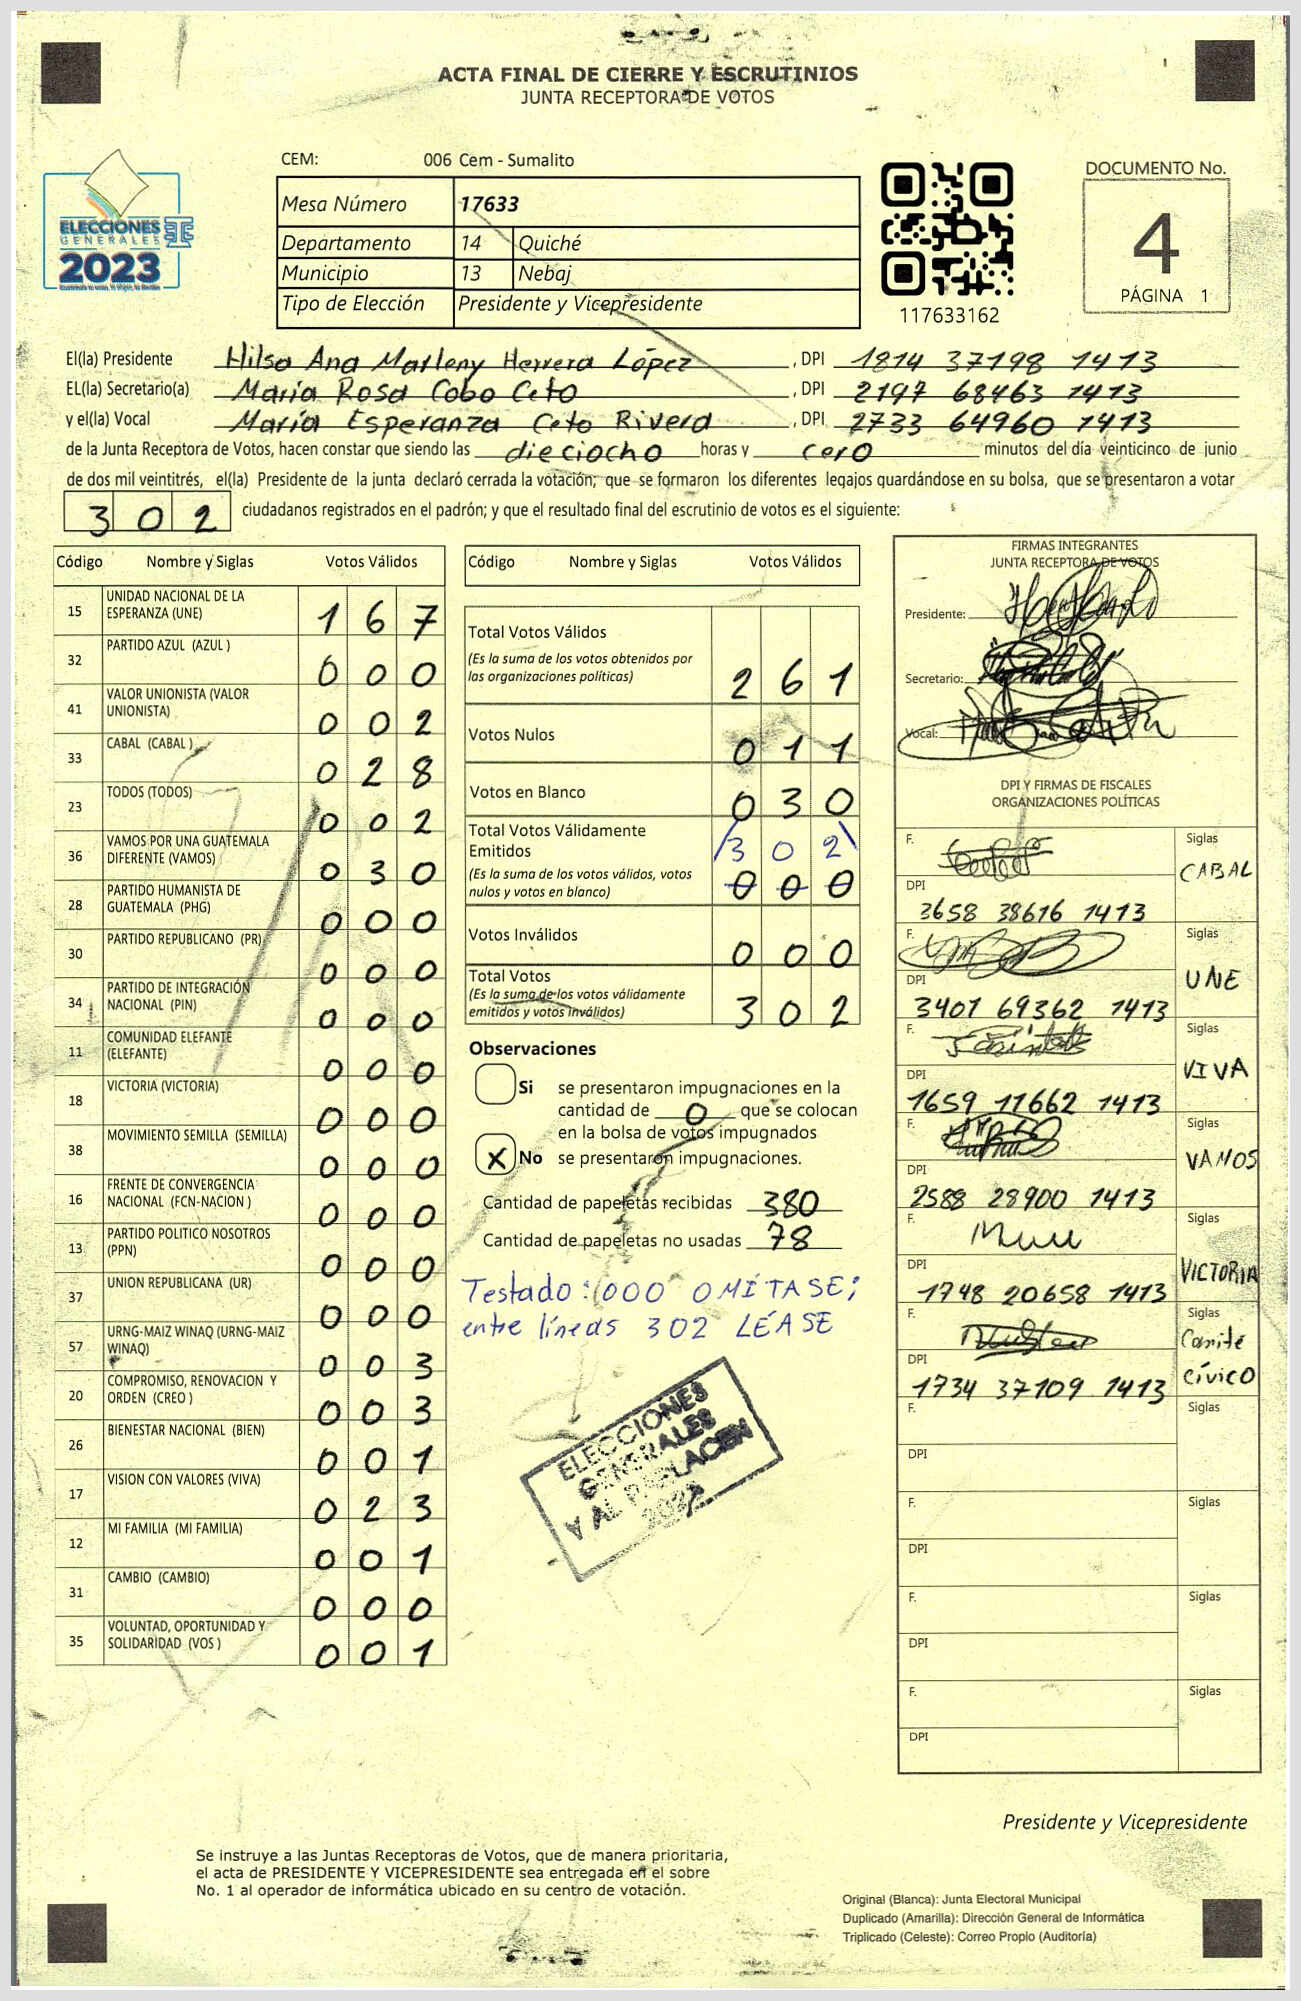 ACTA FINAL DE CIERRE Y ESCRUTINIOS
JUNTA RECEPTORA DE VOTOS
CEM: 006 Cem - Sumalito
Mesa Número 17633
Departamento 14 Quiché
Municipio 13 Nebaj
Tipo de Elección Presidente y Vicepresidente
ELECCIONES
GENERALES
2023
117633162
DOCUMENTO No.
4
PÁGINA 1
El(la) Presidente Hilsa Ana Marleny Herrera López , DPI 1814 37198 1413
EL(la) Secretario(a) María Rosa Cobo Ceto , DPI 2197 68463 1413
y el(la) Vocal María Esperanza Ceto Rivera , DPI 2733 64960 1413
de la Junta Receptora de Votos, hacen constar que siendo las dieciocho horas y cero minutos del día veinticinco de junio
de dos mil veintitrés, el(la) Presidente de la junta declaró cerrada la votación; que se formaron los diferentes legajos quardándose en su bolsa, que se presentaron a votar
302 ciudadanos registrados en el padrón; y que el resultado final del escrutinio de votos es el siguiente:
Código Nombre y Siglas Votos Válidos
15 UNIDAD NACIONAL DE LA ESPERANZA (UNE) 1 6 7
32 PARTIDO AZUL (AZUL ) 0 0 0
41 VALOR UNIONISTA (VALOR UNIONISTA) 0 0 2
33 CABAL (CABAL ) 0 2 8
23 TODOS (TODOS) 0 0 2
36 VAMOS POR UNA GUATEMALA DIFERENTE (VAMOS) 0 3 0
28 PARTIDO HUMANISTA DE GUATEMALA (PHG) 0 0 0
30 PARTIDO REPUBLICANO (PR) 0 0 0
34 PARTIDO DE INTEGRACIÓN NACIONAL (PIN) 0 0 0
11 COMUNIDAD ELEFANTE (ELEFANTE) 0 0 0
18 VICTORIA (VICTORIA) 0 0 0
38 MOVIMIENTO SEMILLA (SEMILLA) 0 0 0
16 FRENTE DE CONVERGENCIA NACIONAL (FCN-NACION ) 0 0 0
13 PARTIDO POLITICO NOSOTROS (PPN) 0 0 0
37 UNION REPUBLICANA (UR) 0 0 0
57 URNG-MAIZ WINAQ (URNG-MAIZ WINAQ) 0 0 3
20 COMPROMISO, RENOVACION Y ORDEN (CREO ) 0 0 3
26 BIENESTAR NACIONAL (BIEN) 0 0 1
17 VISION CON VALORES (VIVA) 0 2 3
12 MI FAMILIA (MI FAMILIA) 0 0 1
31 CAMBIO (CAMBIO) 0 0 0
35 VOLUNTAD, OPORTUNIDAD Y SOLIDARIDAD (VOS ) 0 0 1
Código Nombre y Siglas Votos Válidos
Total Votos Válidos
(Es la suma de los votos obtenidos por
las organizaciones políticas) 2 6 1
Votos Nulos 0 1 1
Votos en Blanco 0 3 0
Total Votos Válidamente
Emitidos /3 0 2\
(Es la suma de los votos válidos, votos
nulos y votos en blanco) 0 0 0
Votos Inválidos 0 0 0
Total Votos
(Es la suma de los votos válidamente
emitidos y votos inválidos) 3 0 2
Observaciones
Si se presentaron impugnaciones en la
cantidad de 0 que se colocan
en la bolsa de votos impugnados
X No se presentaron impugnaciones.
Cantidad de papeletas recibidas 380
Cantidad de papeletas no usadas 78
Testado: 000 OMÍTASE;
entre líneas 302 LÉASE
ELECCIONES
GENERALES
Y AL PARLACEN
2023
FIRMAS INTEGRANTES
JUNTA RECEPTORA DE VOTOS
Presidente:
Secretario:
Vocal:
DPI Y FIRMAS DE FISCALES
ORGANIZACIONES POLÍTICAS
F. Siglas CABAL
DPI 3658 38616 1413
F. Siglas UNE
DPI 3401 69362 1413
F. Siglas VIVA
DPI 1659 11662 1413
F. Siglas VAMOS
DPI 2588 28900 1413
F. Siglas VICTORIA
DPI 1748 20658 1413
F. Siglas Comité Cívico
DPI 1734 37109 1413
F. Siglas
DPI
F. Siglas
DPI
F. Siglas
DPI
F. Siglas
DPI
Presidente y Vicepresidente
Se instruye a las Juntas Receptoras de Votos, que de manera prioritaria,
el acta de PRESIDENTE Y VICEPRESIDENTE sea entregada en el sobre
No. 1 al operador de informática ubicado en su centro de votación.
Original (Blanca): Junta Electoral Municipal
Duplicado (Amarilla): Dirección General de Informática
Triplicado (Celeste): Correo Propio (Auditoría)